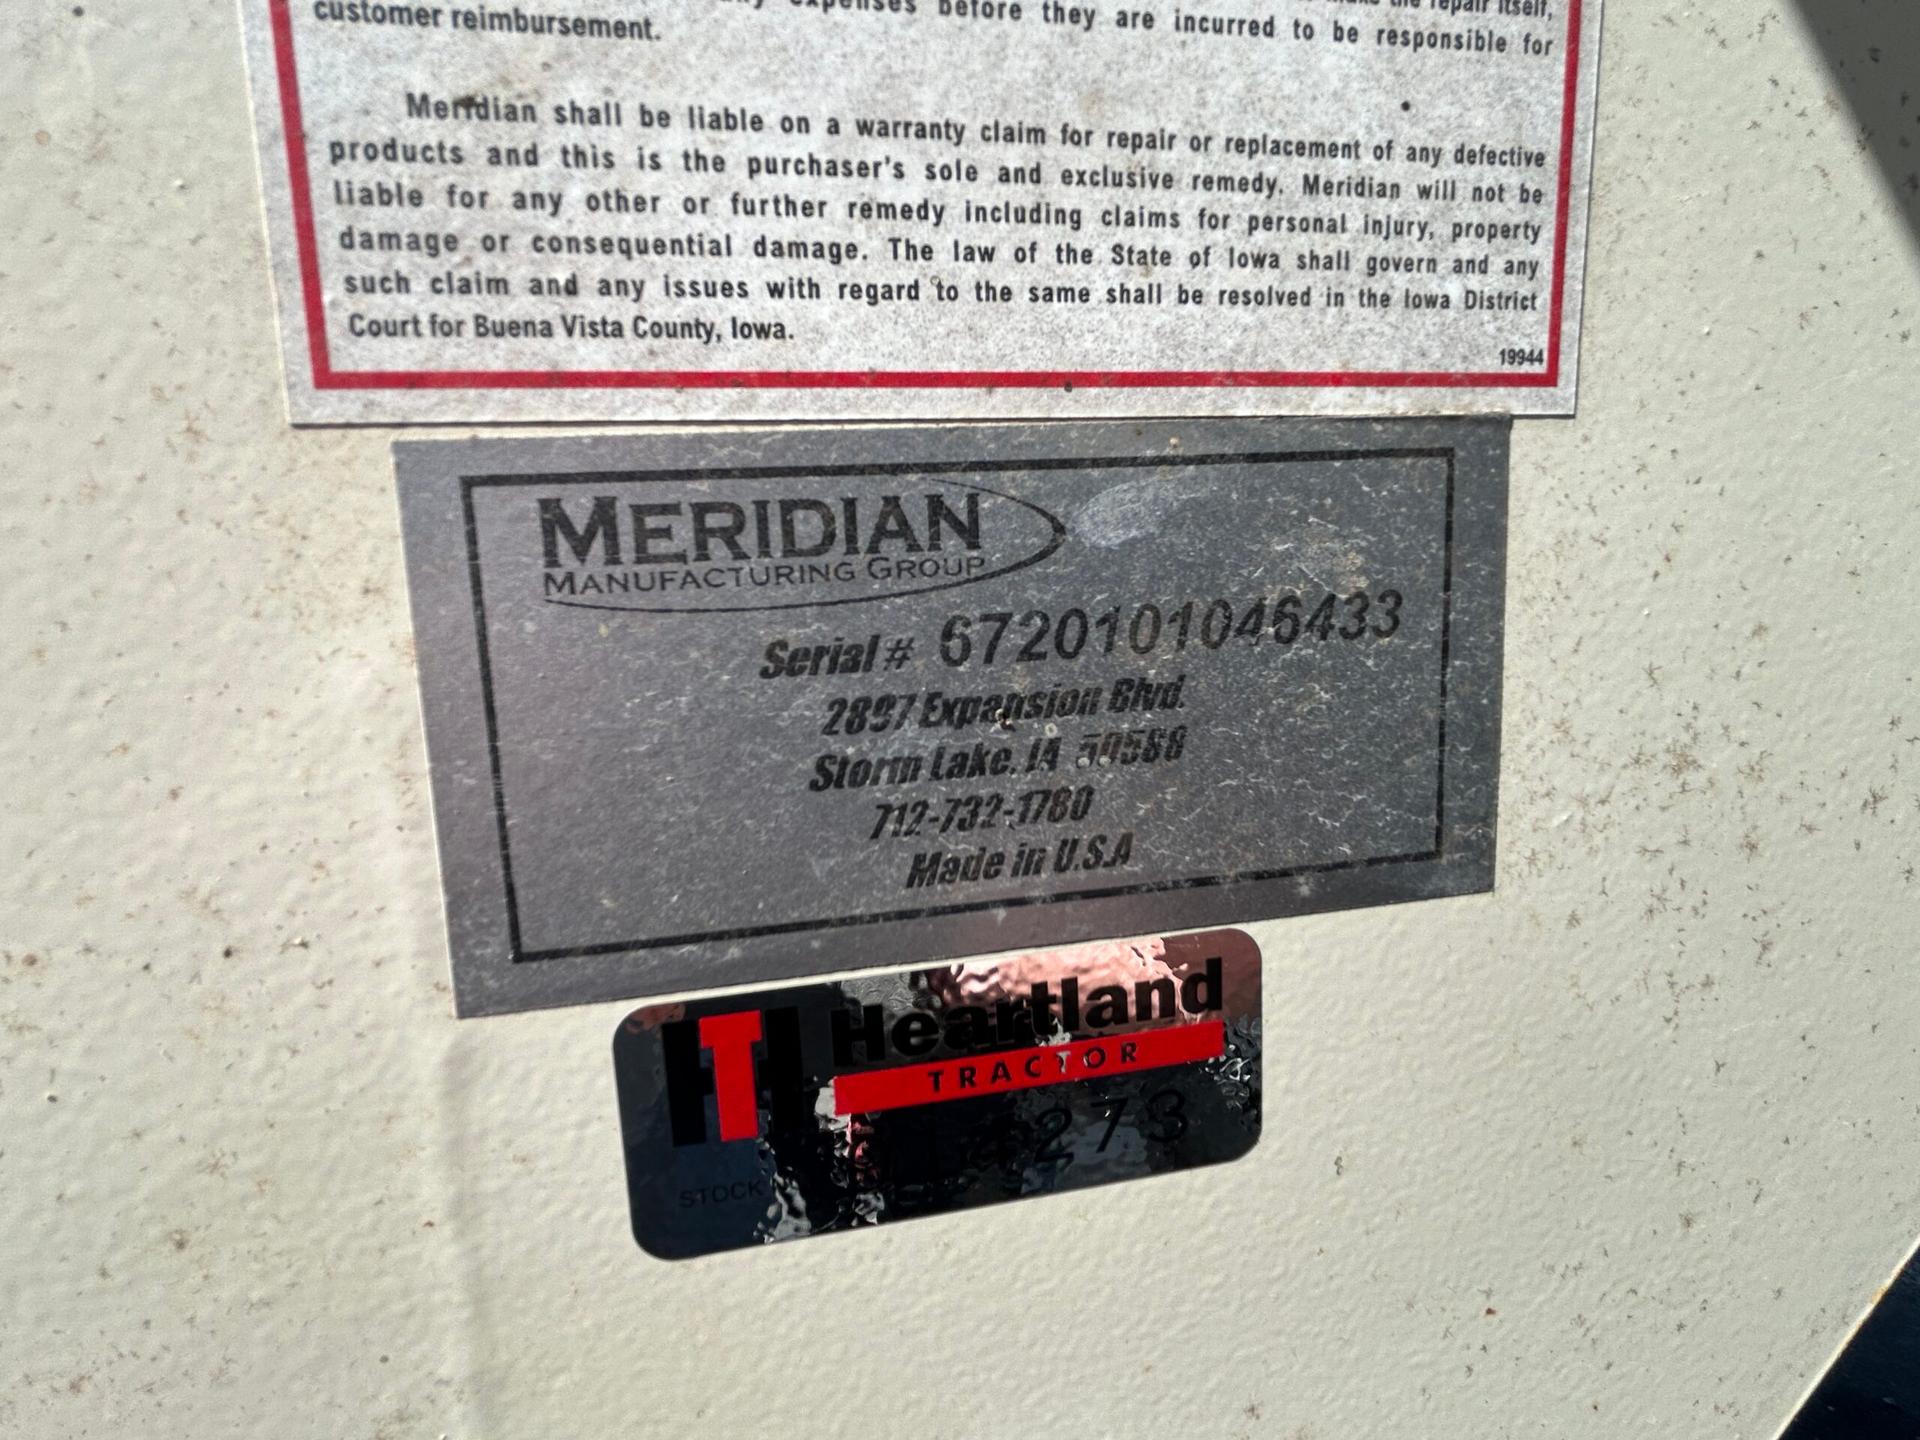 expenses before they are incurred to be responsible for
customer reimbursement.
Meridian shall be liable on a warranty claim for repair or replacement of any defective
products and this is the purchaser's sole and exclusive remedy. Meridian will not be
liable for any other or further remedy including claims for personal injury, property
damage or consequential damage. The law of the State of Iowa shall govern and any
such claim and any issues with regard to the same shall be resolved in the Iowa District
Court for Buena Vista County, Iowa.
19944
MERIDIAN
MANUFACTURING GROUP
Serial # 6720101046433
2897 Expansion Blvd.
Storm Lake, IA 50588
712-732-1780
Made in U.S.A
HTH Heartland
TRACTOR
STOCK